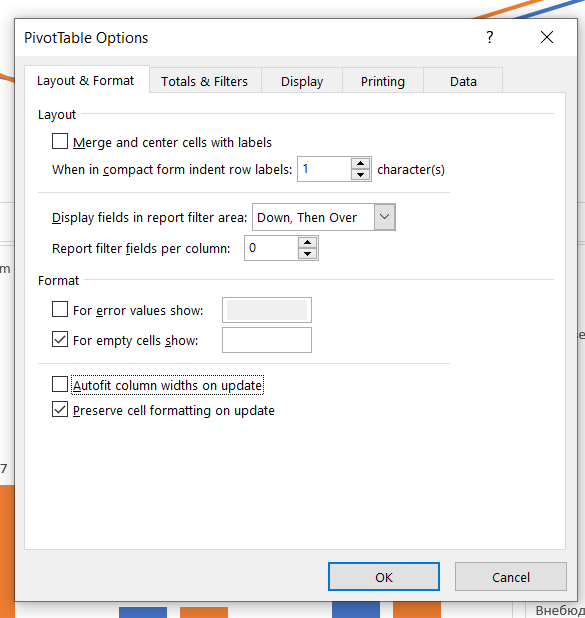 PivotTable Options ?
Layout & Format Totals & Filters Display Printing Data
Layout
Merge and center cells with labels
When in compact form indent row labels: 1 character(s)
Display fields in report filter area: Down, Then Over
Report filter fields per column: 0
Format
For error values show:
For empty cells show:
Autofit column widths on update
Preserve cell formatting on update
OK Cancel
m
7
Внебюд